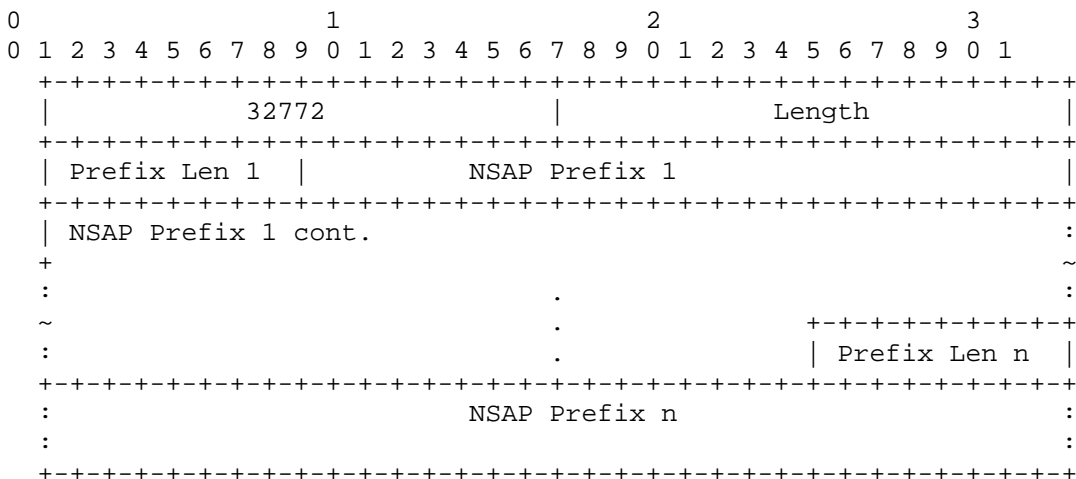 0                   1                   2                   3
0 1 2 3 4 5 6 7 8 9 0 1 2 3 4 5 6 7 8 9 0 1 2 3 4 5 6 7 8 9 0 1
  +-+-+-+-+-+-+-+-+-+-+-+-+-+-+-+-+-+-+-+-+-+-+-+-+-+-+-+-+-+-+-+-+
  |            32772              |             Length            |
  +-+-+-+-+-+-+-+-+-+-+-+-+-+-+-+-+-+-+-+-+-+-+-+-+-+-+-+-+-+-+-+-+
  | Prefix Len 1  |          NSAP Prefix 1                        |
  +-+-+-+-+-+-+-+-+-+-+-+-+-+-+-+-+-+-+-+-+-+-+-+-+-+-+-+-+-+-+-+-+
  | NSAP Prefix 1 cont.                                           :
  +                                                               ~
  :                               .                               :
  ~                               .               +-+-+-+-+-+-+-+-+
  :                               .               | Prefix Len n  |
  +-+-+-+-+-+-+-+-+-+-+-+-+-+-+-+-+-+-+-+-+-+-+-+-+-+-+-+-+-+-+-+-+
  :                          NSAP Prefix n                        :
  :                                                               :
  +-+-+-+-+-+-+-+-+-+-+-+-+-+-+-+-+-+-+-+-+-+-+-+-+-+-+-+-+-+-+-+-+